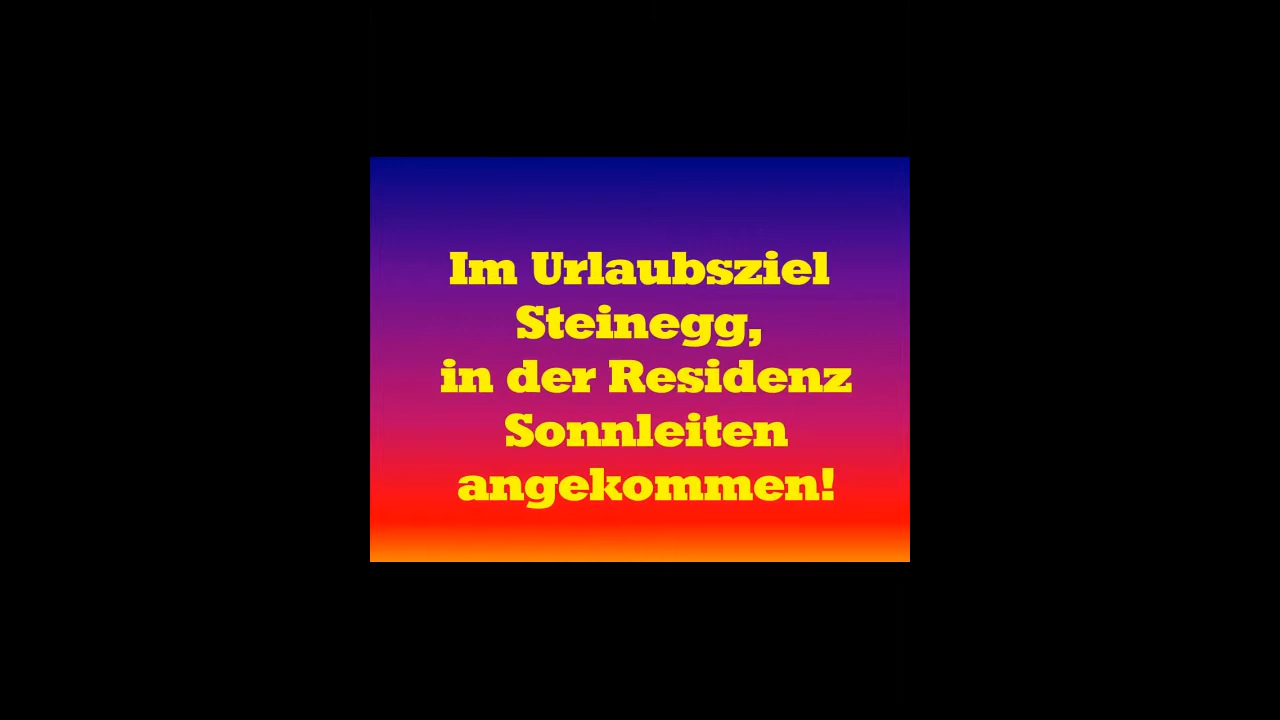 Im Urlaubsziel
Steinegg,
in der Residenz
Sonnleiten
angekommen!